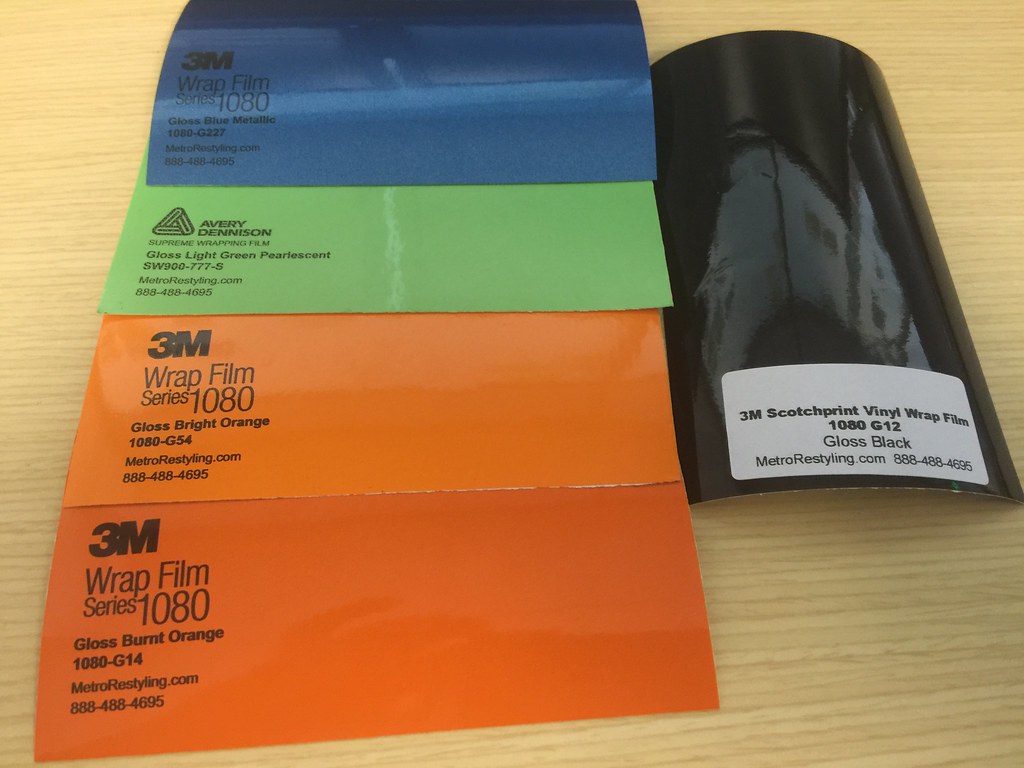 3M
Wrap Film
Series 1080
Gloss Blue Metallic
1080-G227
MetroRestyling.com
888-488-4695
AVERY
DENNISON
SUPREME WRAPPING FILM
Gloss Light Green Pearlescent
SW900-777-S
MetroRestyling.com
888-488-4695
3M
Wrap Film
Series 1080
Gloss Bright Orange
1080-G54
MetroRestyling.com
888-488-4695
3M
Wrap Film
Series 1080
Gloss Burnt Orange
1080-G14
MetroRestyling.com
888-488-4695
3M Scotchprint Vinyl Wrap Film
1080 G12
Gloss Black
MetroRestyling.com 888-488-4695